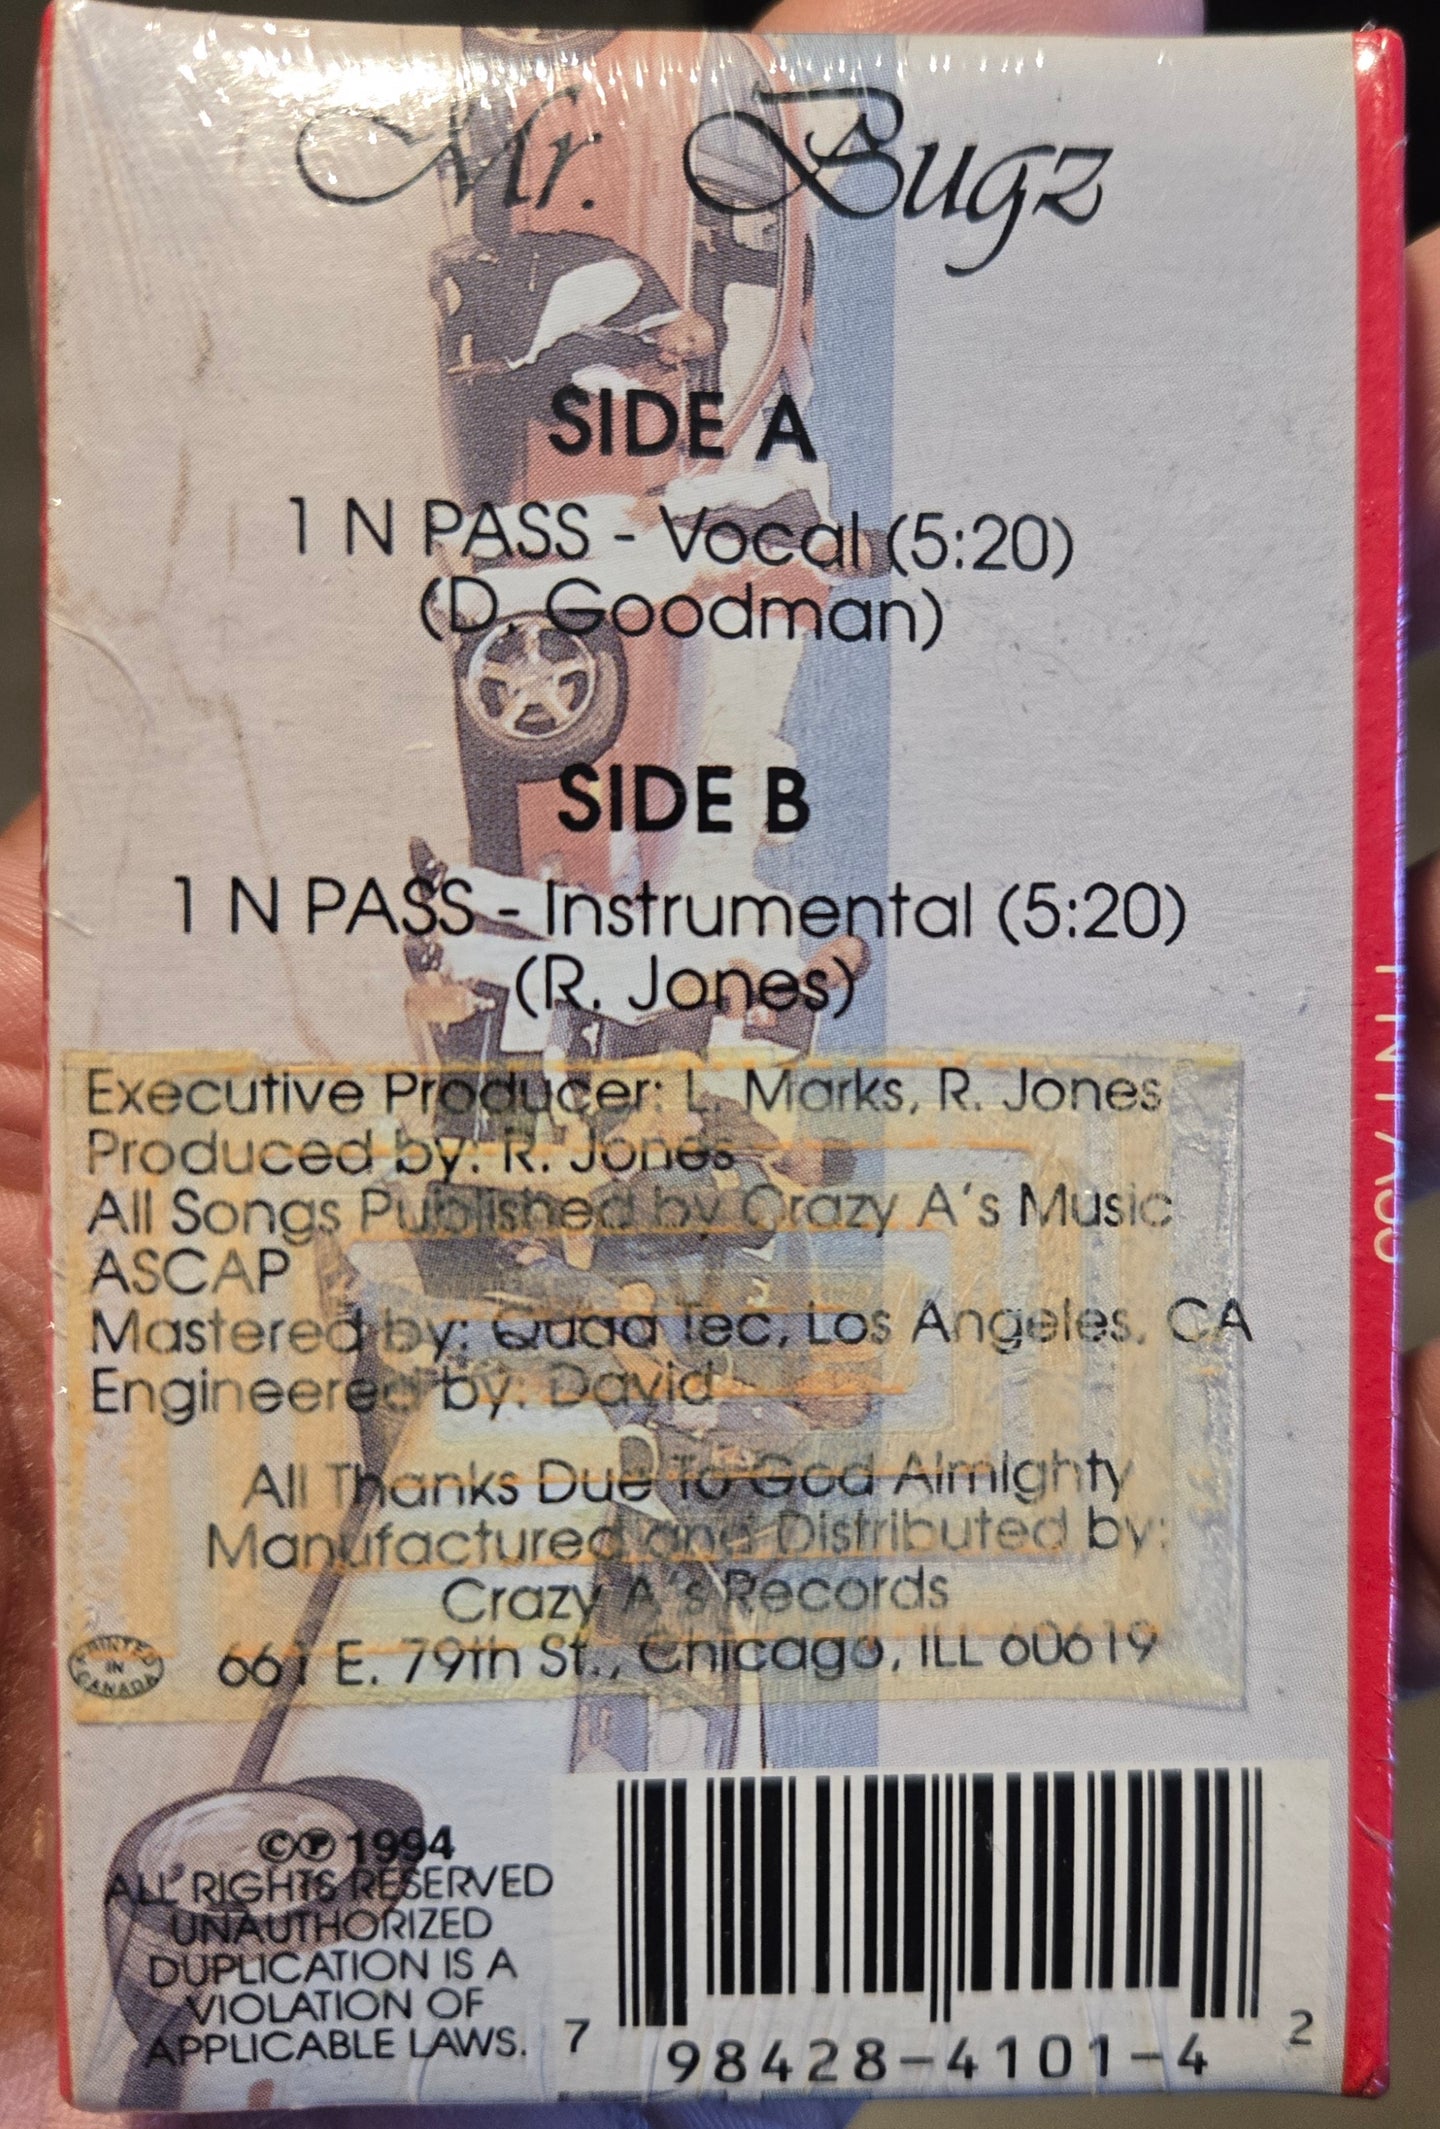 Mr. Bugz
SIDE A
1 N PASS - Vocal (5:20)
(D. Goodman)
SIDE B
1 N PASS - Instrumental (5:20)
(R. Jones)
Executive Producer: L. Marks, R. Jones
Produced by: R. Jones
All Songs Published by Crazy A's Music
ASCAP
Mastered by: Quad Tec, Los Angeles, CA
Engineered by: David
All Thanks Due To God Almighty
Manufactured and Distributed by:
Crazy A's Records
661 E. 79th St., Chicago, ILL 60619
PRINTED
IN
CANADA
©℗ 1994
ALL RIGHTS RESERVED
UNAUTHORIZED
DUPLICATION IS A
VIOLATION OF
APPLICABLE LAWS.
7 98428-4101-4 2
1 N PASS